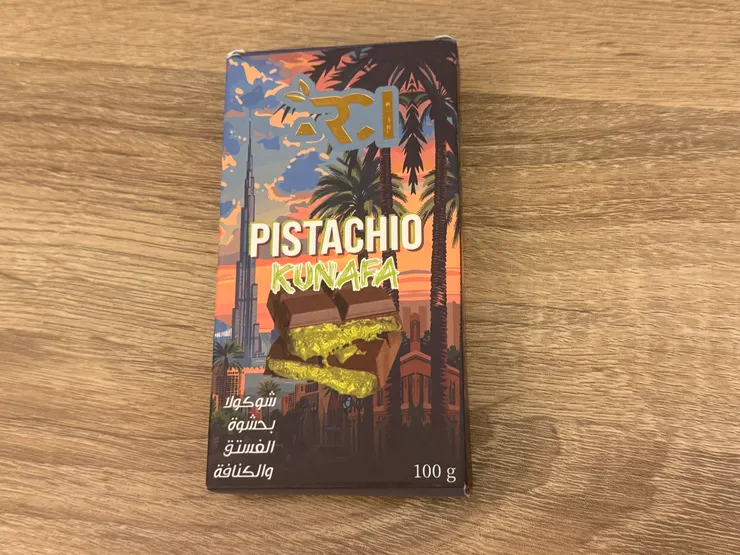 PISTACHIO
KUNAFA
شوكولا
بحشوة
الفستق
والكنافة
100 g